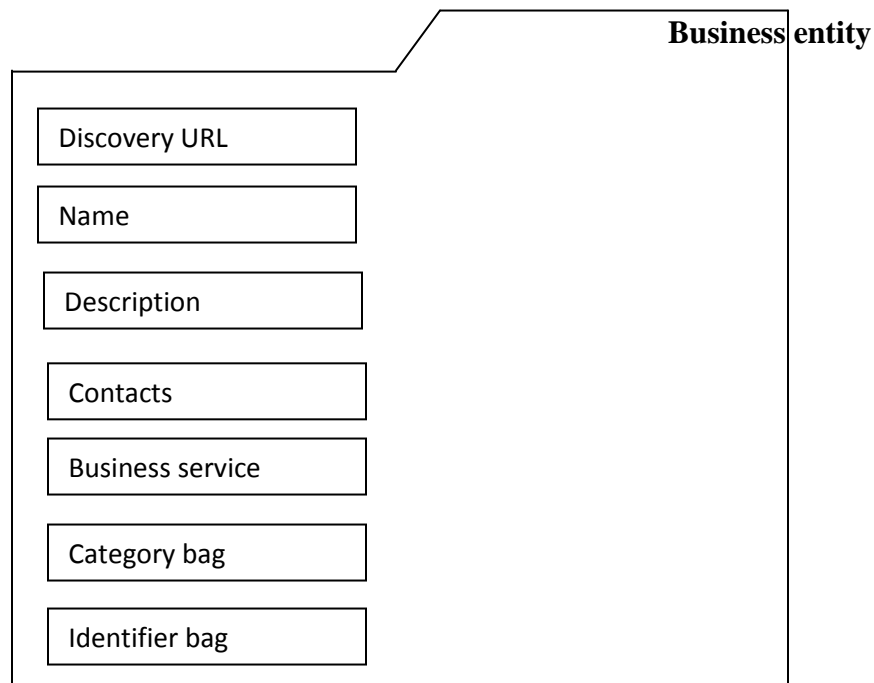 Business entity
Discovery URL
Name
Description
Contacts
Business service
Category bag
Identifier bag